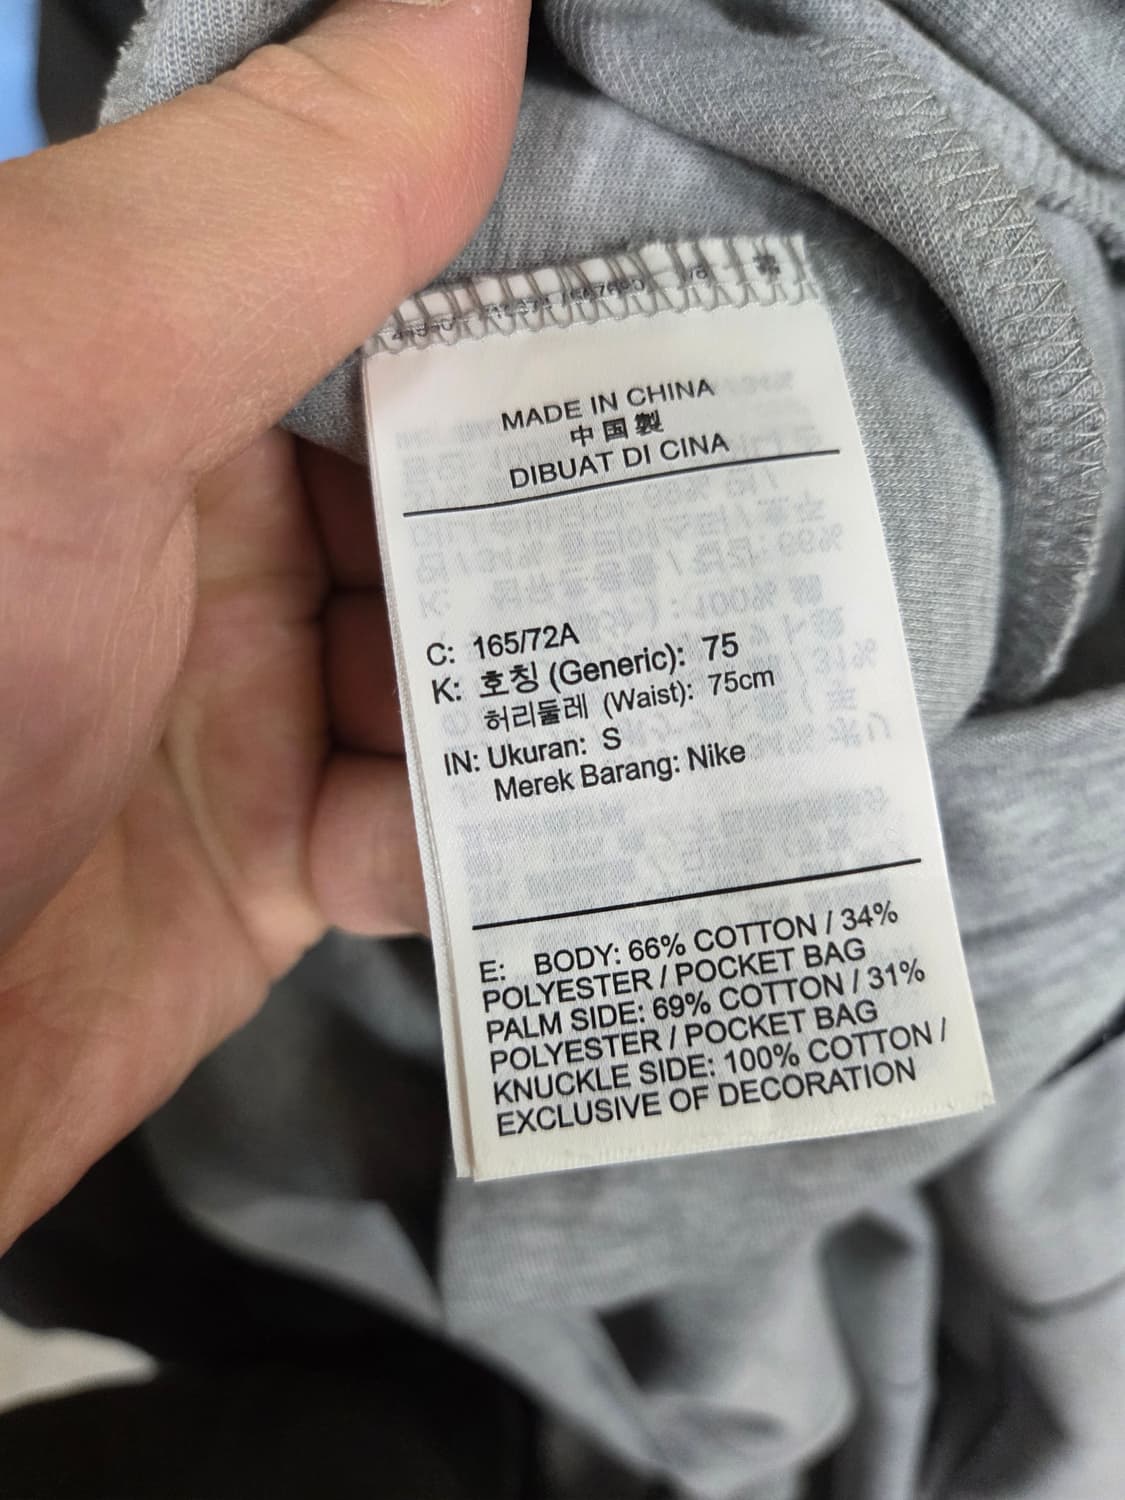 MADE IN CHINA
中国製
DIBUAT DI CINA
C: 165/72A
K: 호칭 (Generic): 75
허리둘레 (Waist): 75cm
IN: Ukuran: S
Merek Barang: Nike
E: BODY: 66% COTTON / 34%
POLYESTER / POCKET BAG
PALM SIDE: 69% COTTON / 31%
POLYESTER / POCKET BAG
KNUCKLE SIDE: 100% COTTON /
EXCLUSIVE OF DECORATION